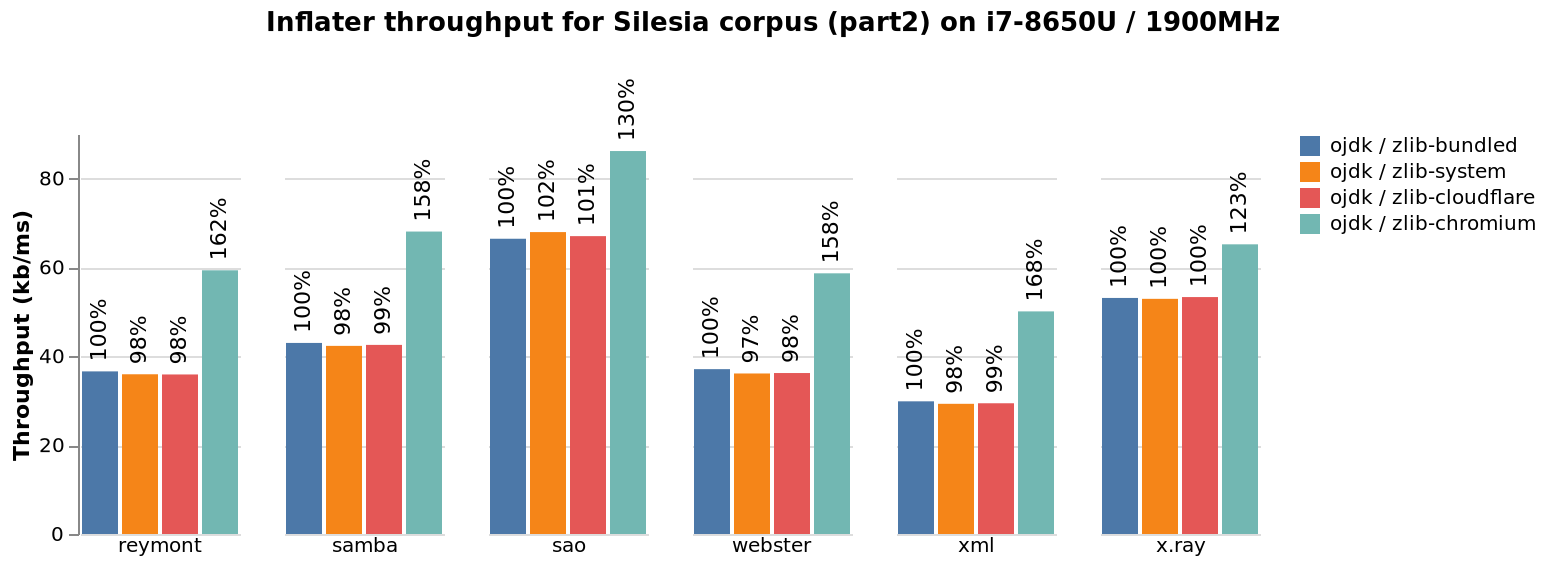 Inflater throughput for Silesia corpus (part2) on i7-8650U / 1900MHz
Throughput (kb/ms)
80
60
40
20
0
100%
98%
98%
162%
100%
98%
99%
158%
100%
102%
101%
130%
100%
97%
98%
158%
100%
98%
99%
168%
100%
100%
100%
123%
reymont
samba
sao
webster
xml
x.ray
ojdk / zlib-bundled
ojdk / zlib-system
ojdk / zlib-cloudflare
ojdk / zlib-chromium